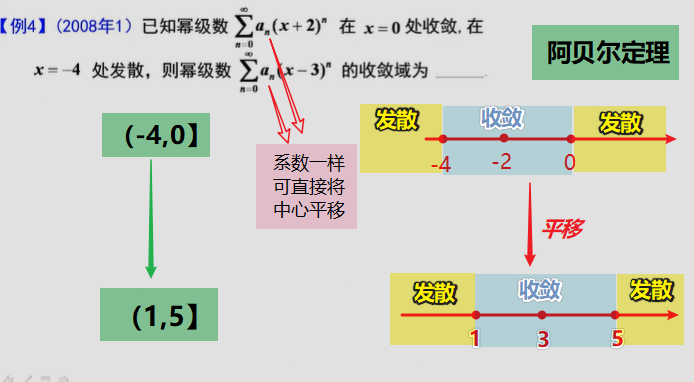 【例4】(2008年1) 已知幂级数 $\sum_{n=0}^{\infty} a_n(x+2)^n$ 在 x=0 处收敛,在
x=-4 处发散，则幂级数 $\sum_{n=0}^{\infty} a_n(x-3)^n$ 的收敛域为 ______.
阿贝尔定理
（-4,0】
系数一样
可直接将
中心平移
发散 收敛 发散
-4 -2 0
平移
（1,5】
发散 收敛 发散
1 3 5